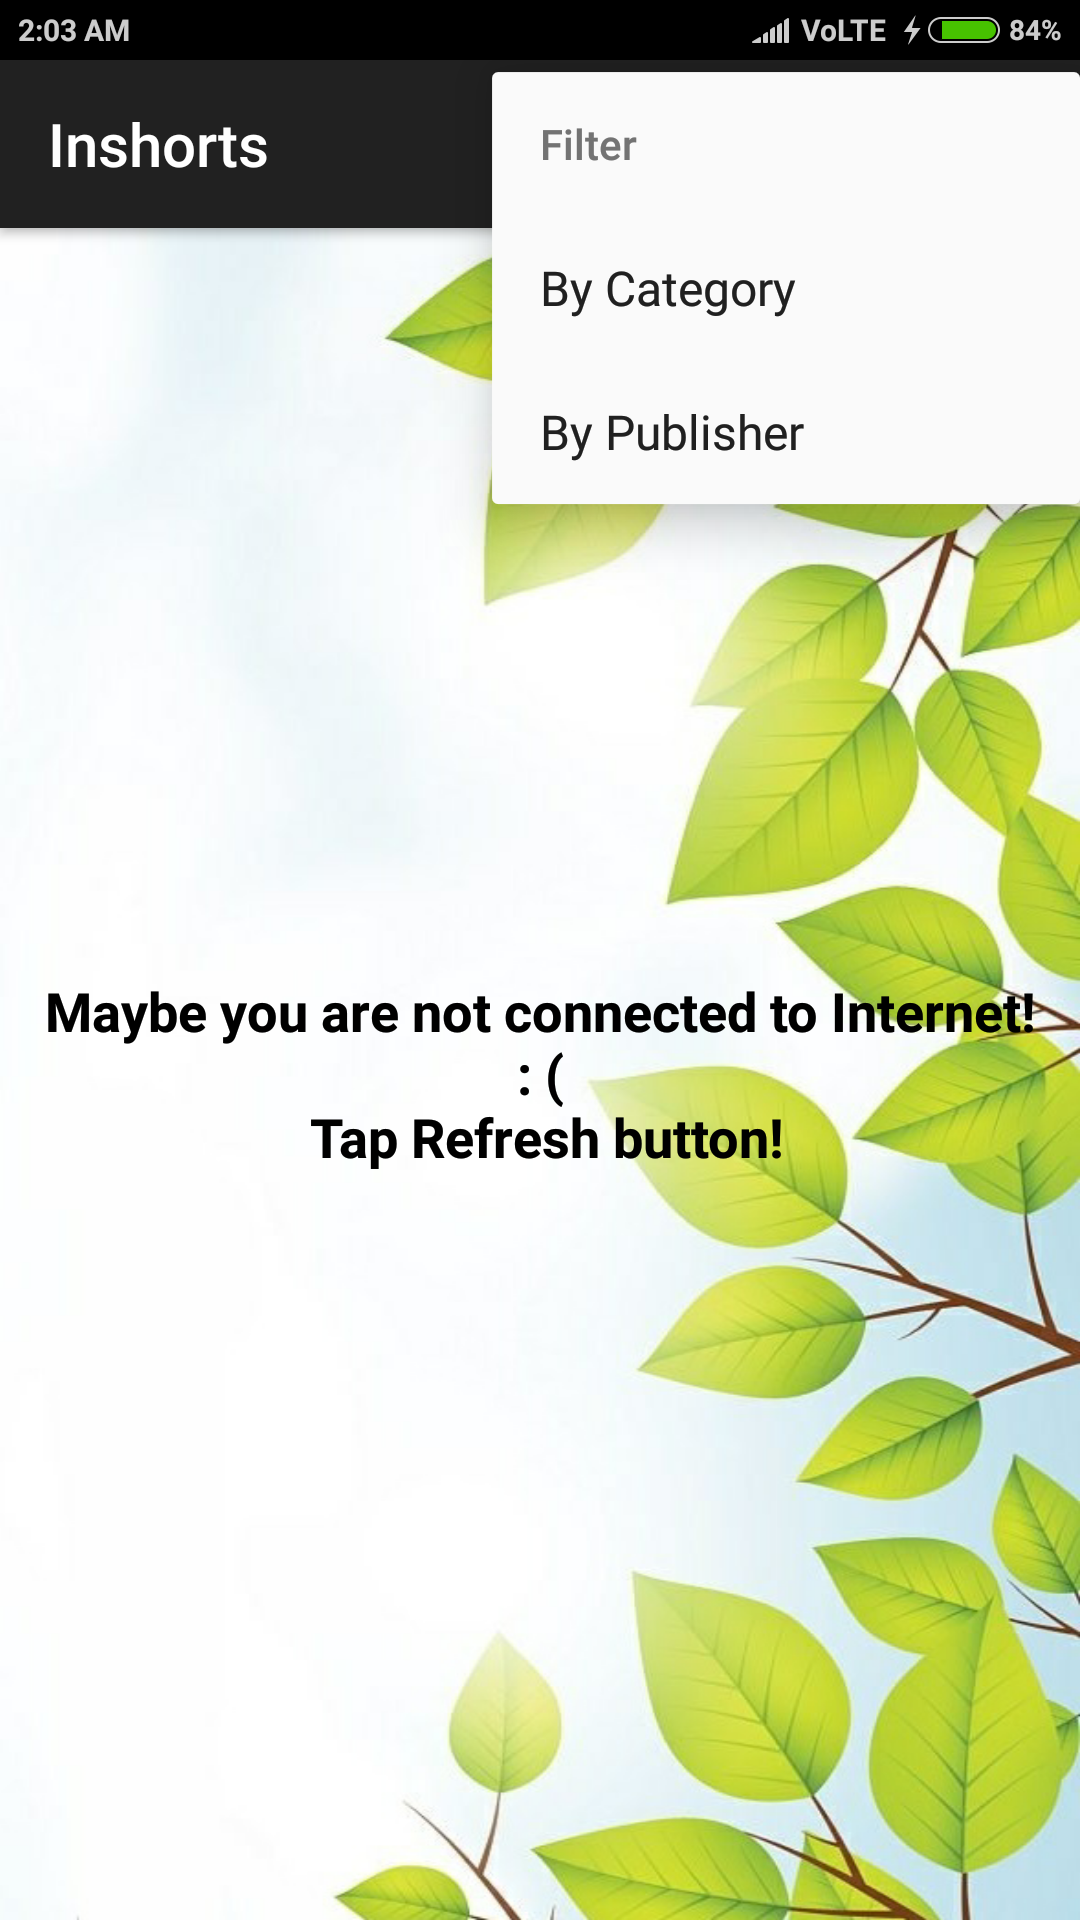 2:03 AM VoLTE 84%
Inshorts
Filter
By Category
By Publisher
Maybe you are not connected to Internet!
: (
Tap Refresh button!